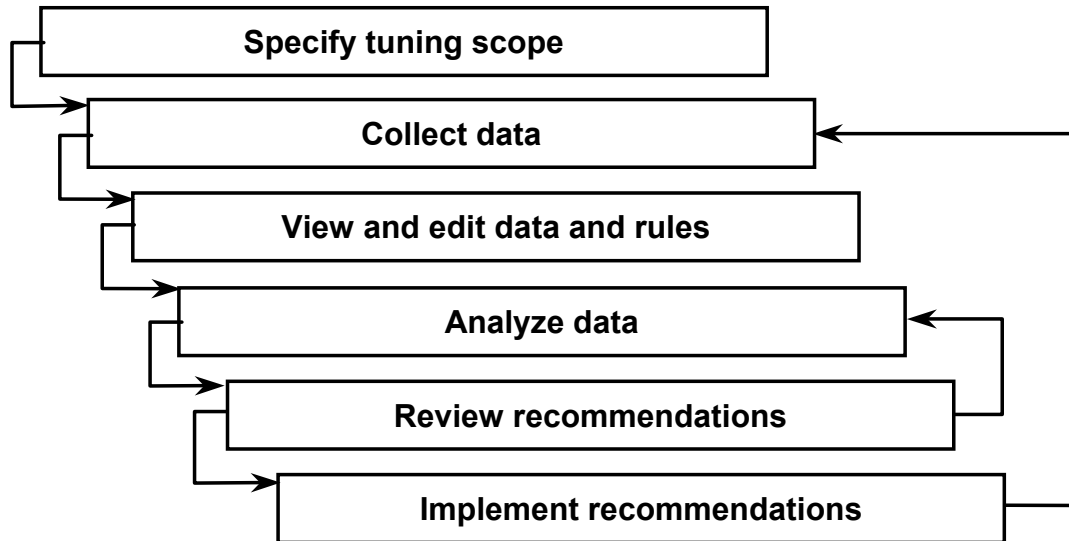 Specify tuning scope
Collect data
View and edit data and rules
Analyze data
Review recommendations
Implement recommendations